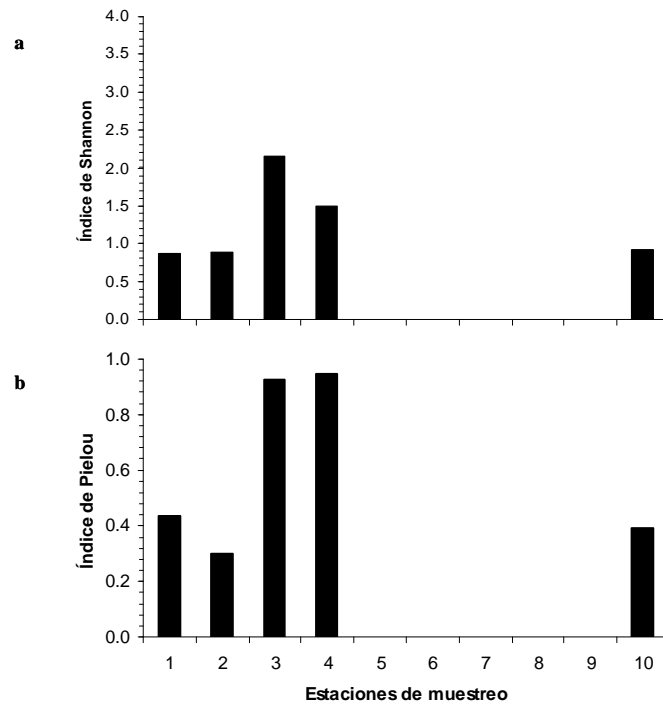 a
Índice de Shannon
4.0
3.5
3.0
2.5
2.0
1.5
1.0
0.5
0.0
b
Índice de Pielou
1.0
0.8
0.6
0.4
0.2
0.0
1 2 3 4 5 6 7 8 9 10
Estaciones de muestreo